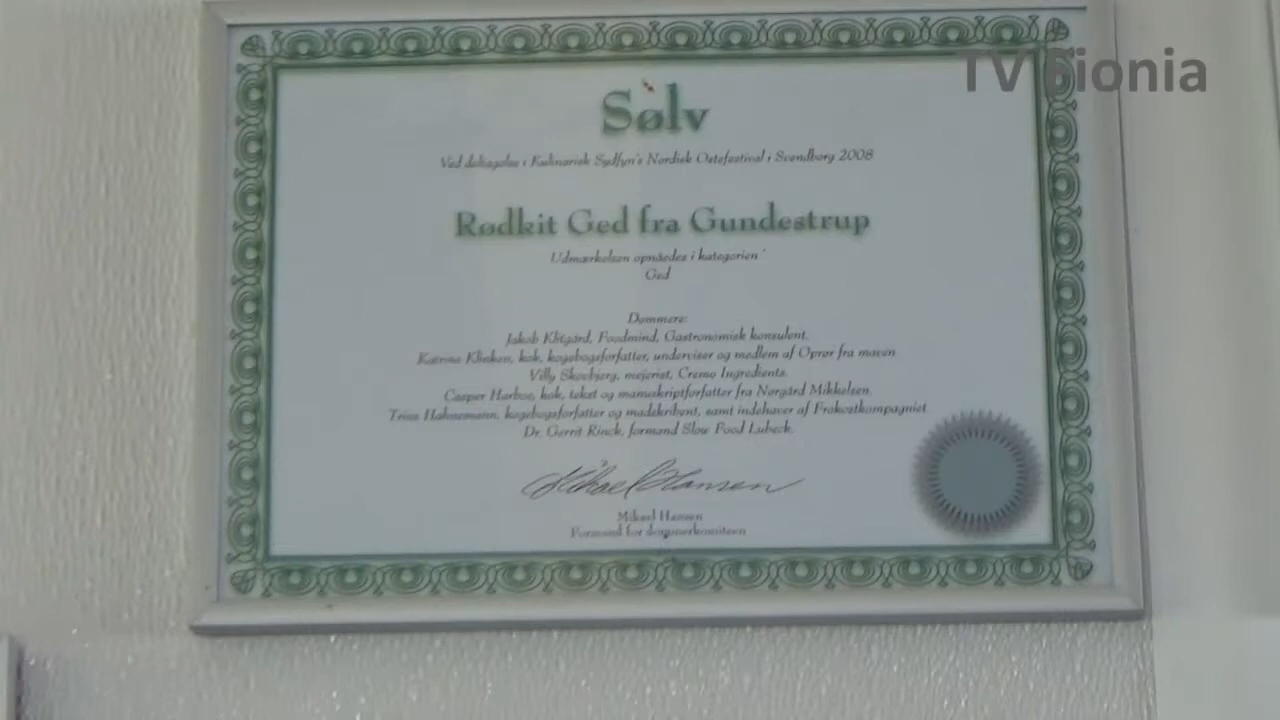 TV Fionia
Sølv
Ved deltagelse i Kulinarisk Sydfyn's Nordisk Ostefestival i Svendborg 2008
Rødkit Ged fra Gundestrup
Udmærkelsen opnåedes i kategorien
Ged
Dommere:
Jakob Klitgård, Foodmind, Gastronomisk konsulent.
Katrine Klinken, kok, kogebogsforfatter, underviser og medlem af Oprør fra maven
Villy Skovbjerg, mejerist, Cremo Ingredients.
Casper Harboe, kok, tekst og manuskriptforfatter fra Nørgård Mikkelsen.
Trine Hahnemann, kogebogsforfatter og madskribent, samt indehaver af Frokostkompagniet
Dr. Gerrit Rinck, formand Slow Food Lubeck.
Mikael Hansen
Mikael Hansen
Formand for dommerkomiteen